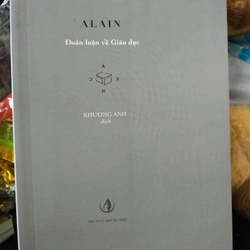 ALAIN
Đoản luận về Giáo dục
KHƯƠNG ANH
dịch